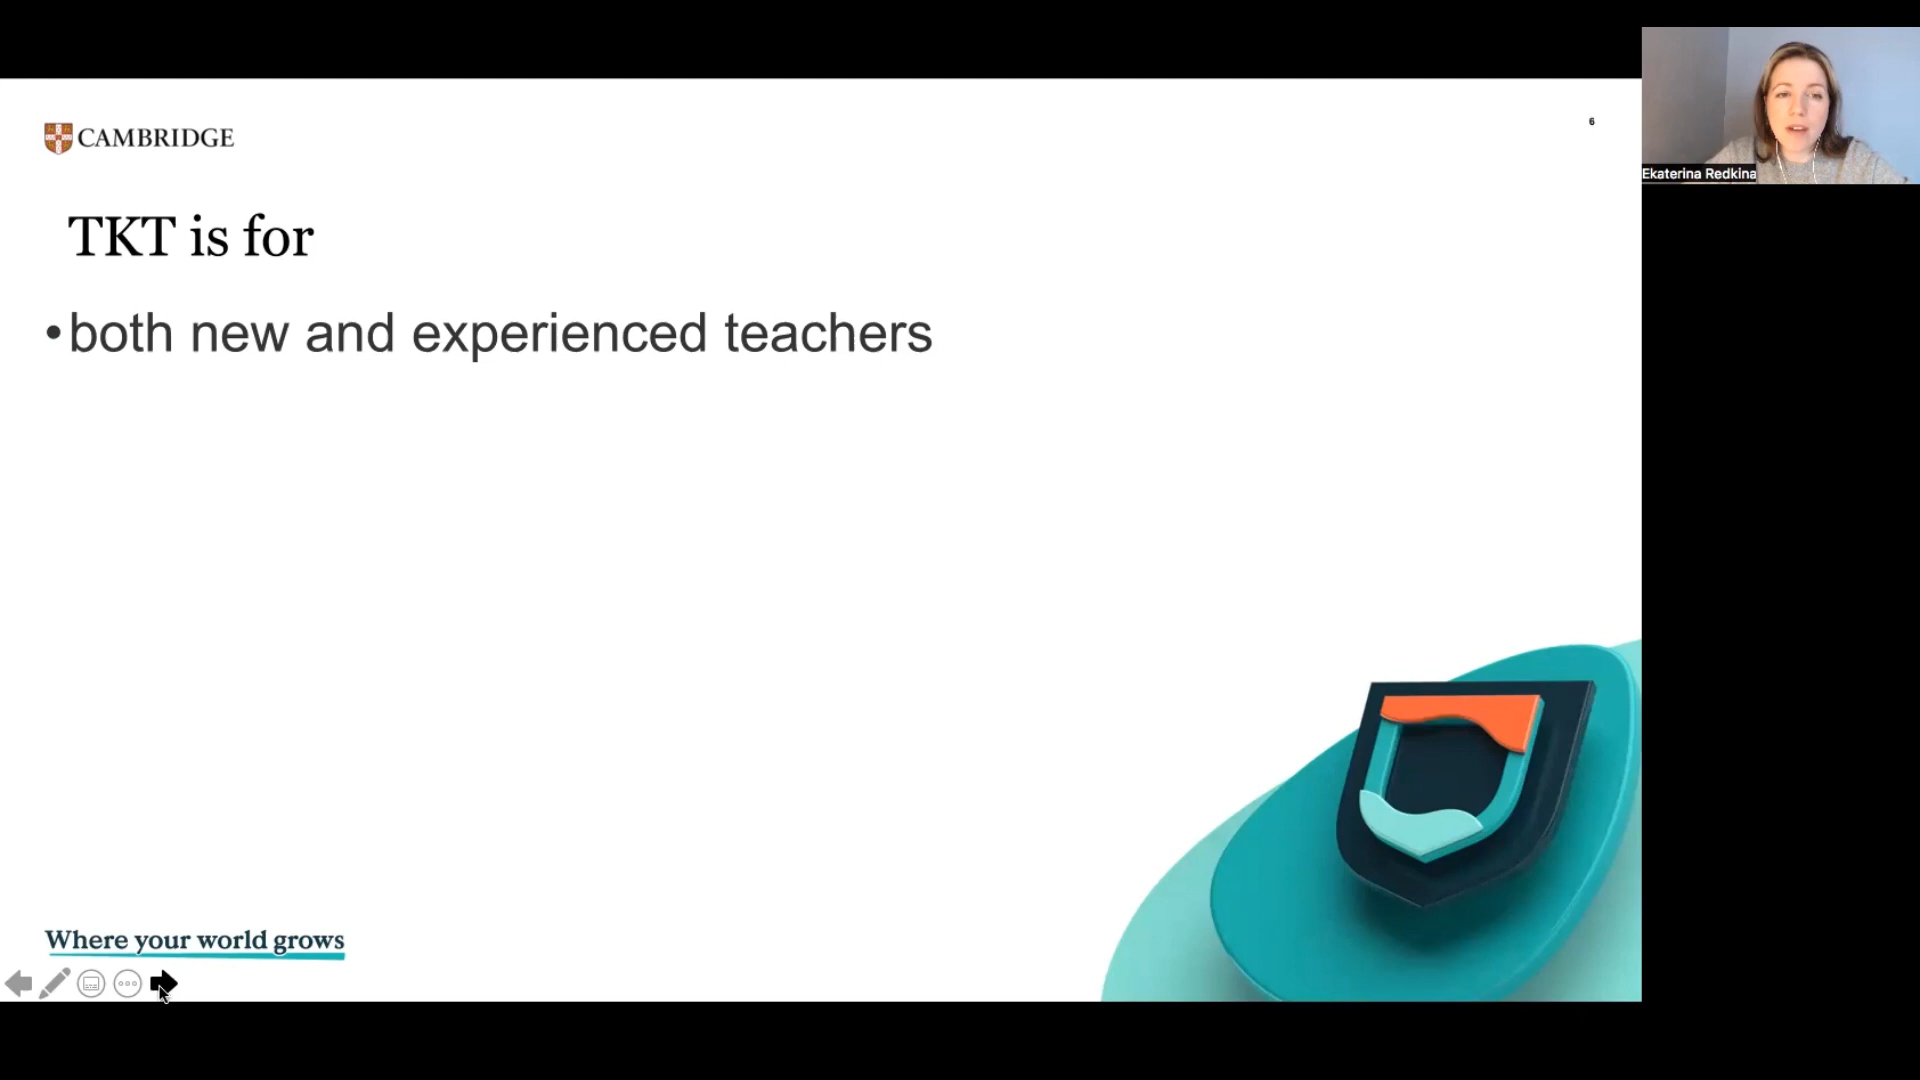 CAMBRIDGE
6
TKT is for
•both new and experienced teachers
Where your world grows
Ekaterina Redkina